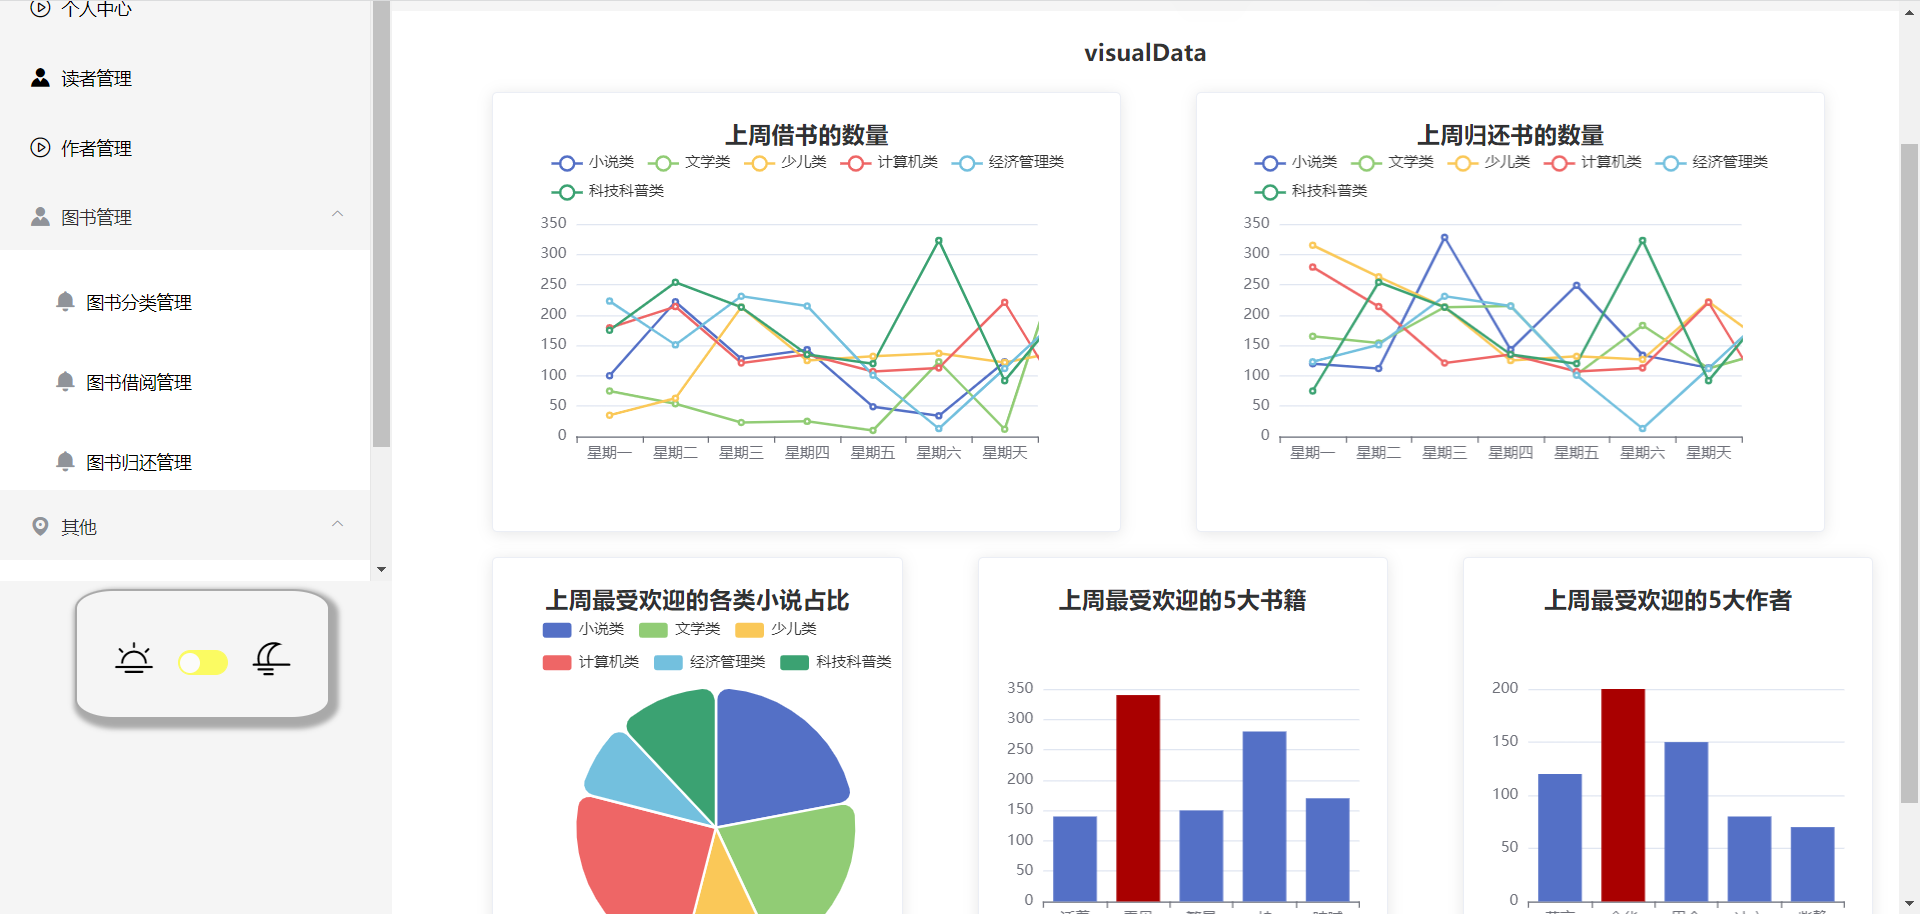 个人中心
读者管理
作者管理
图书管理
图书分类管理
图书借阅管理
图书归还管理
其他
visualData
上周借书的数量
小说类 文学类 少儿类 计算机类 经济管理类
科技科普类
350
300
250
200
150
100
50
0
星期一 星期二 星期三 星期四 星期五 星期六 星期天
上周归还书的数量
小说类 文学类 少儿类 计算机类 经济管理类
科技科普类
350
300
250
200
150
100
50
0
星期一 星期二 星期三 星期四 星期五 星期六 星期天
上周最受欢迎的各类小说占比
小说类 文学类 少儿类
计算机类 经济管理类 科技科普类
上周最受欢迎的5大书籍
350
300
250
200
150
100
50
0
上周最受欢迎的5大作者
200
150
100
50
0